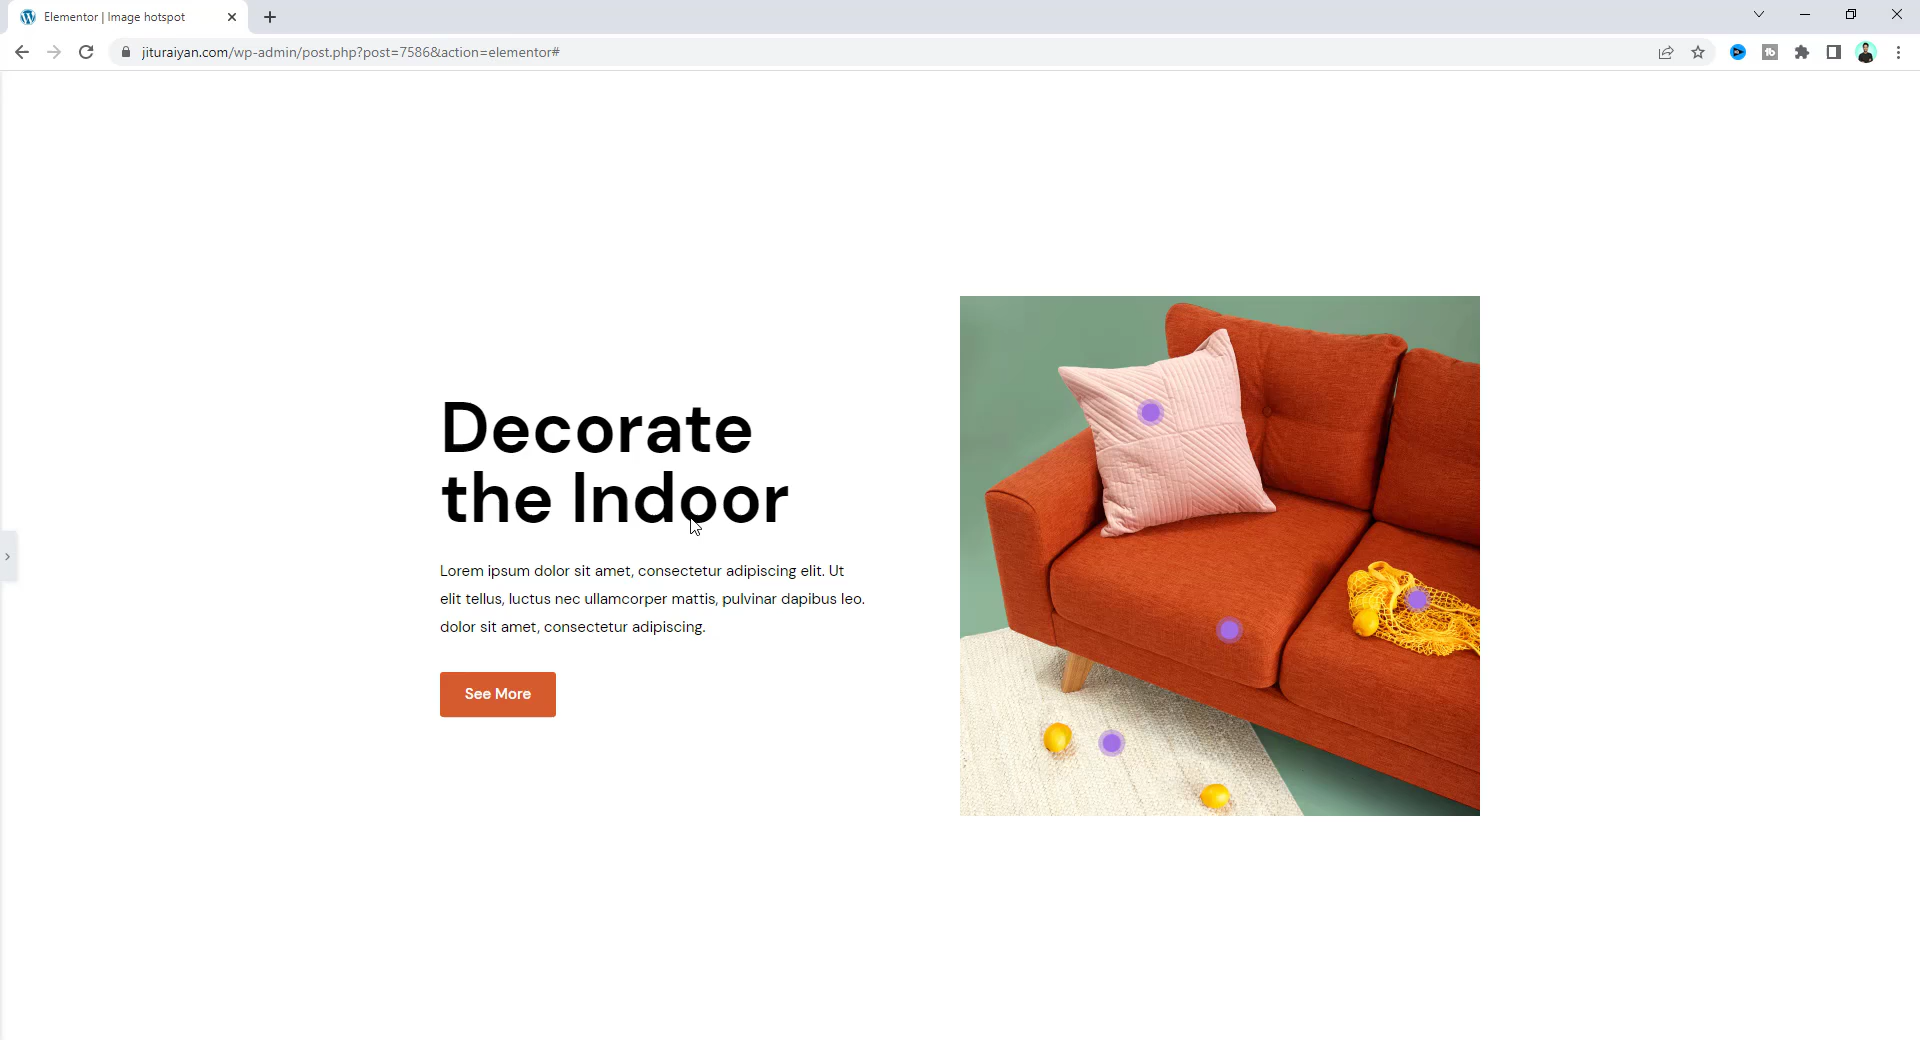 Elementor | Image hotspot
jituraiyan.com/wp-admin/post.php?post=7586&action=elementor#
Decorate
the Indoor
Lorem ipsum dolor sit amet, consectetur adipiscing elit. Ut
elit tellus, luctus nec ullamcorper mattis, pulvinar dapibus leo.
dolor sit amet, consectetur adipiscing.
See More